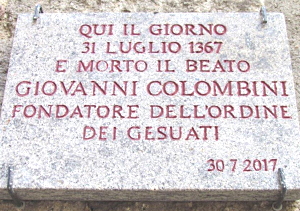 QUI IL GIORNO
31 LUGLIO 1367
E MORTO IL BEATO
GIOVANNI COLOMBINI
FONDATORE DELL'ORDINE
DEI GESUATI
30·7·2017